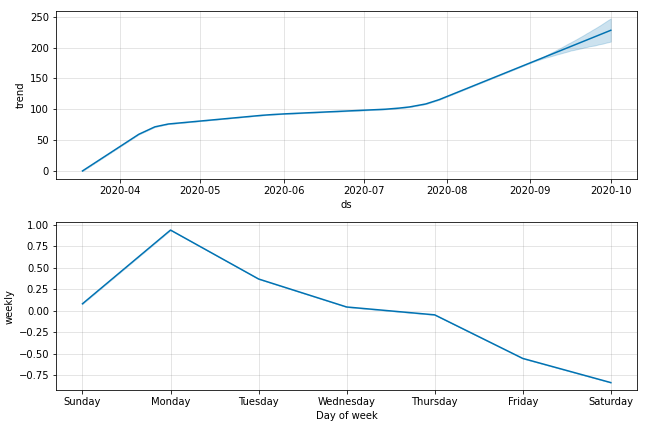 250
200
150
100
50
0
trend
2020-04 2020-05 2020-06 2020-07 2020-08 2020-09 2020-10
ds
1.00
0.75
0.50
0.25
0.00
−0.25
−0.50
−0.75
weekly
Sunday Monday Tuesday Wednesday Thursday Friday Saturday
Day of week